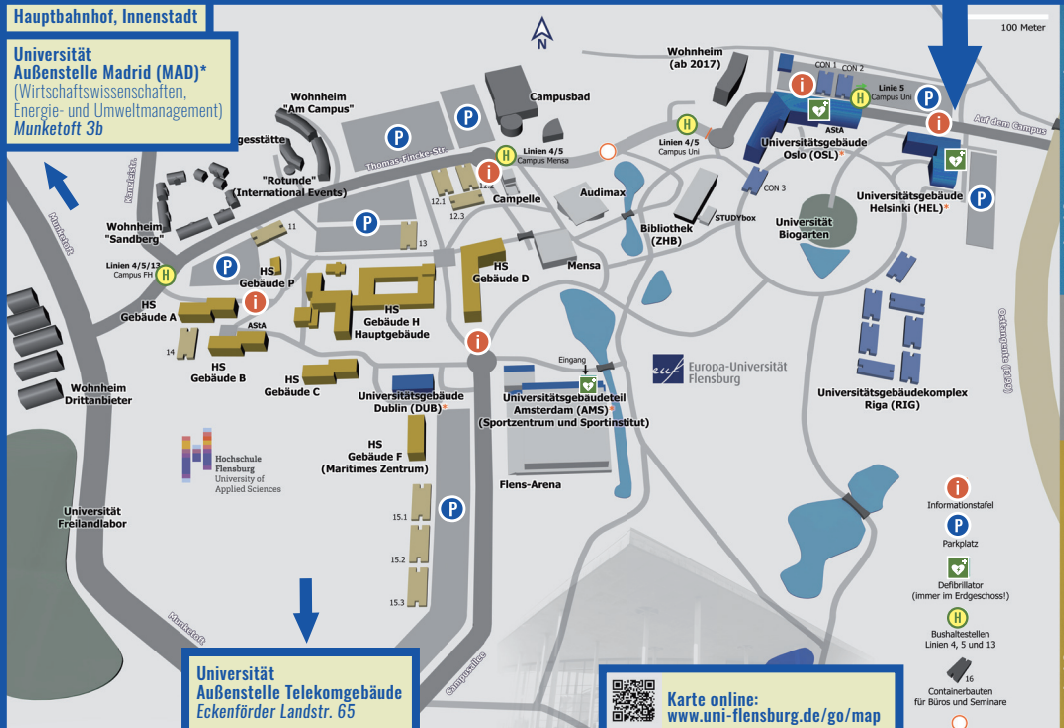 Hauptbahnhof, Innenstadt
Universität
Außenstelle Madrid (MAD)*
(Wirtschaftswissenschaften,
Energie- und Umweltmanagement)
Munketoft 3b
N
100 Meter
Wohnheim
(ab 2017)
CON 1
CON 2
Linie 5
Campus Uni
Auf dem Campus
AStA
Universitätsgebäude
Oslo (OSL)*
Universitätsgebäude
Helsinki (HEL)*
Campusbad
Wohnheim
"Am Campus"
gesstätte
Thomas-Fincke-Str.
Linien 4/5
Campus Mensa
Linien 4/5
Campus Uni
"Rotunde"
(International Events)
Kanzleistr.
12.1
12.3
Campelle
Audimax
CON 3
STUDYbox
Bibliothek
(ZHB)
Universität
Biogarten
Munketoft
Wohnheim
"Sandberg"
11
13
Linien 4/5/13
Campus FH
HS
Gebäude P
HS
Gebäude D
Mensa
HS
Gebäude A
HS
Gebäude H
Hauptgebäude
AStA
14
HS
Gebäude B
HS
Gebäude C
Eingang
Universitätsgebäude
Dublin (DUB)*
Universitätsgebäudeteil
Amsterdam (AMS)*
(Sportzentrum und Sportinstitut)
euf
Europa-Universität
Flensburg
Universitätsgebäudekomplex
Riga (RIG)
Wohnheim
Drittanbieter
HS
Gebäude F
(Maritimes Zentrum)
Flens-Arena
Hochschule
Flensburg
University of
Applied Sciences
Universität
Freilandlabor
15.1
15.2
15.3
Munketoft
Campusallee
i
Informationstafel
P
Parkplatz
Defibrillator
(immer im Erdgeschoss!)
H
Bushaltestellen
Linien 4, 5 und 13
16
Containerbauten
für Büros und Seminare
Universität
Außenstelle Telekomgebäude
Eckenförder Landstr. 65
Karte online:
www.uni-flensburg.de/go/map